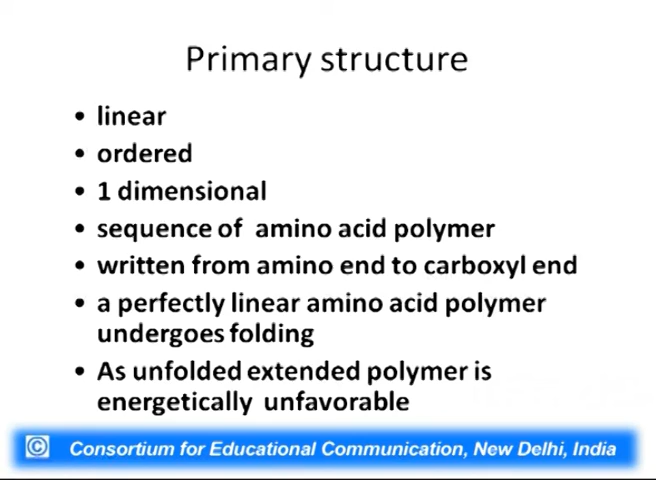 Primary structure
• linear
• ordered
• 1 dimensional
• sequence of amino acid polymer
• written from amino end to carboxyl end
• a perfectly linear amino acid polymer
undergoes folding
• As unfolded extended polymer is
energetically unfavorable
© Consortium for Educational Communication, New Delhi, India